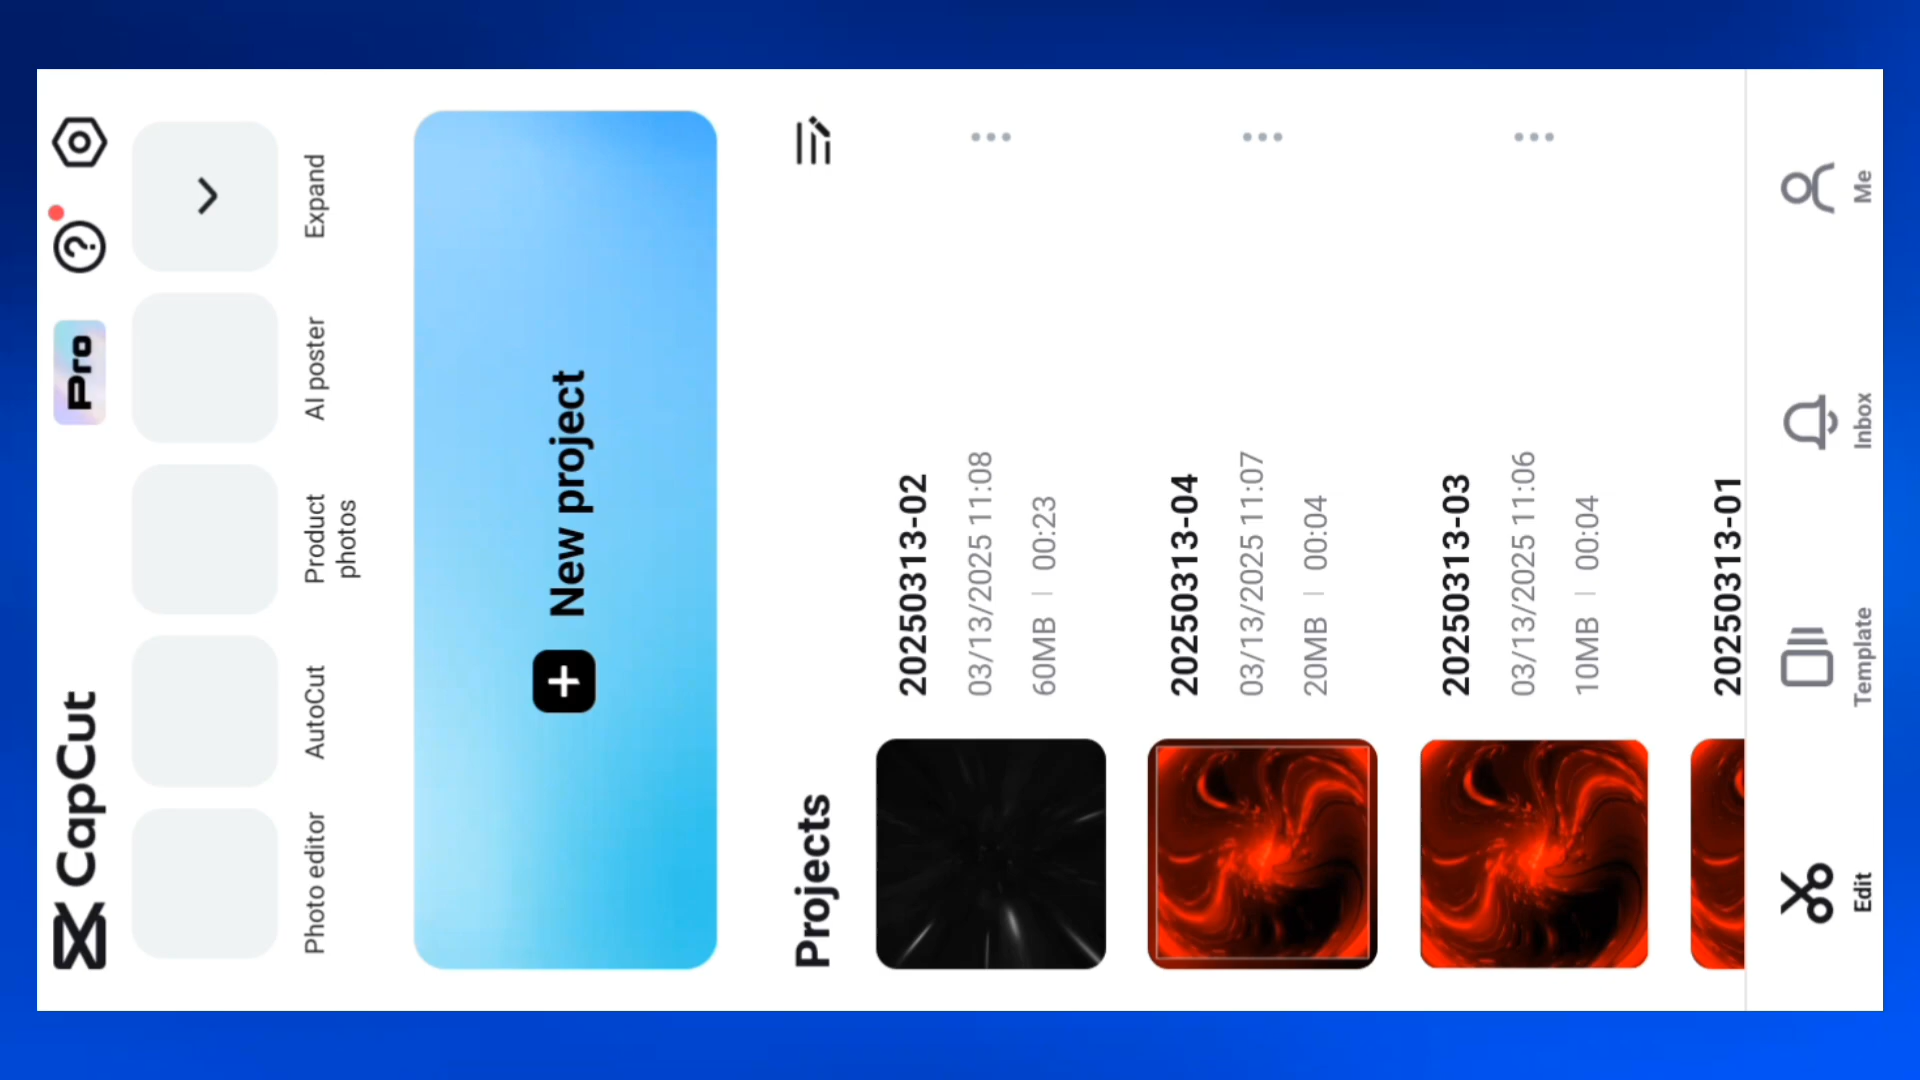 CapCut
Pro
Photo editor
AutoCut
Product
photos
AI poster
Expand
New project
Projects
20250313-02
03/13/2025 11:08
60MB | 00:23
20250313-04
03/13/2025 11:07
20MB | 00:04
20250313-03
03/13/2025 11:06
10MB | 00:04
20250313-01
Edit
Template
Inbox
Me